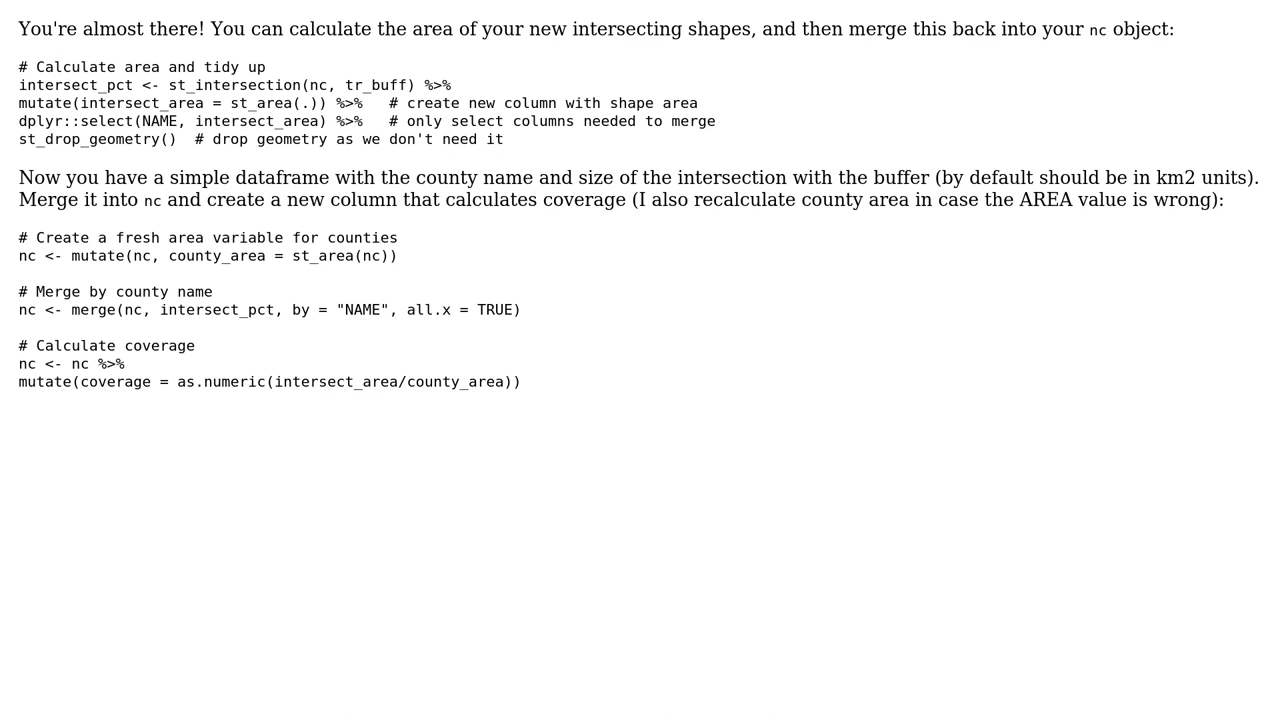 You're almost there! You can calculate the area of your new intersecting shapes, and then merge this back into your nc object:
# Calculate area and tidy up
intersect_pct <- st_intersection(nc, tr_buff) %>%
mutate(intersect_area = st_area(.)) %>%   # create new column with shape area
dplyr::select(NAME, intersect_area) %>%   # only select columns needed to merge
st_drop_geometry()  # drop geometry as we don't need it
Now you have a simple dataframe with the county name and size of the intersection with the buffer (by default should be in km2 units).
Merge it into nc and create a new column that calculates coverage (I also recalculate county area in case the AREA value is wrong):
# Create a fresh area variable for counties
nc <- mutate(nc, county_area = st_area(nc))
# Merge by county name
nc <- merge(nc, intersect_pct, by = "NAME", all.x = TRUE)
# Calculate coverage
nc <- nc %>%
mutate(coverage = as.numeric(intersect_area/county_area))